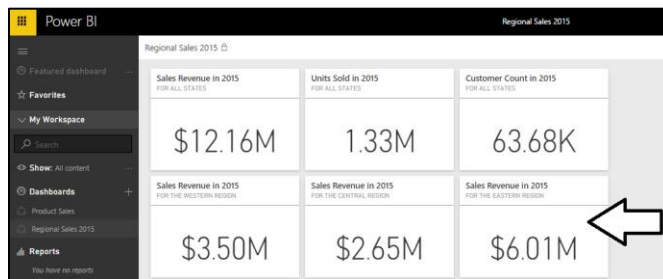 Power BI
Regional Sales 2015
Regional Sales 2015
Featured dashboard ...
Favorites
My Workspace
Search
Show: All content ...
Dashboards +
Product Sales
Regional Sales 2015
Reports
You have no reports
Sales Revenue in 2015
FOR ALL STATES
$12.16M
Units Sold in 2015
FOR ALL STATES
1.33M
Customer Count in 2015
FOR ALL STATES
63.68K
Sales Revenue in 2015
FOR THE WESTERN REGION
$3.50M
Sales Revenue in 2015
FOR THE CENTRAL REGION
$2.65M
Sales Revenue in 2015
FOR THE EASTERN REGION
$6.01M